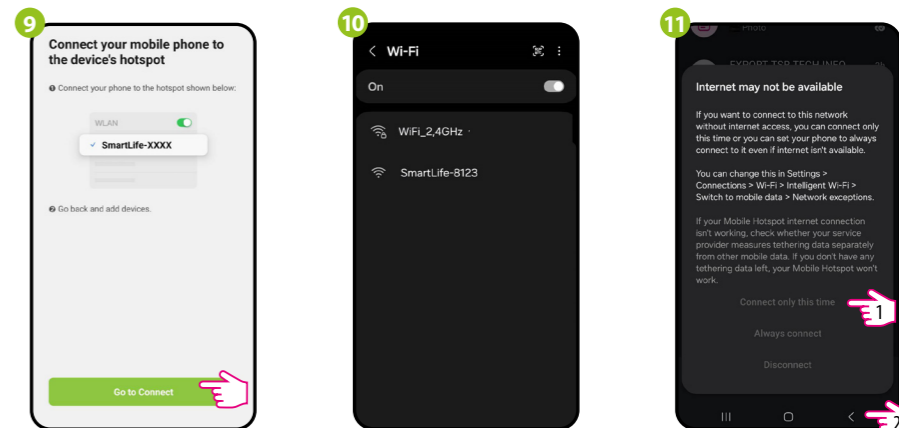 9
Connect your mobile phone to
the device's hotspot
❶ Connect your phone to the hotspot shown below:
WLAN
✓ SmartLife-XXXX
❷ Go back and add devices.
Go to Connect
10
< Wi-Fi
On
WiFi_2,4GHz
SmartLife-8123
11
Photo
EXPORT TSP TECH INFO
Internet may not be available
If you want to connect to this network
without internet access, you can connect only
this time or you can set your phone to always
connect to it even if internet isn't available.
You can change this in Settings >
Connections > Wi-Fi > Intelligent Wi-Fi >
Switch to mobile data > Network exceptions.
If your Mobile Hotspot internet connection
isn't working, check whether your service
provider measures tethering data separately
from other mobile data. If you don't have any
tethering data left, your Mobile Hotspot won't
work.
Connect only this time
1
Always connect
Disconnect
2